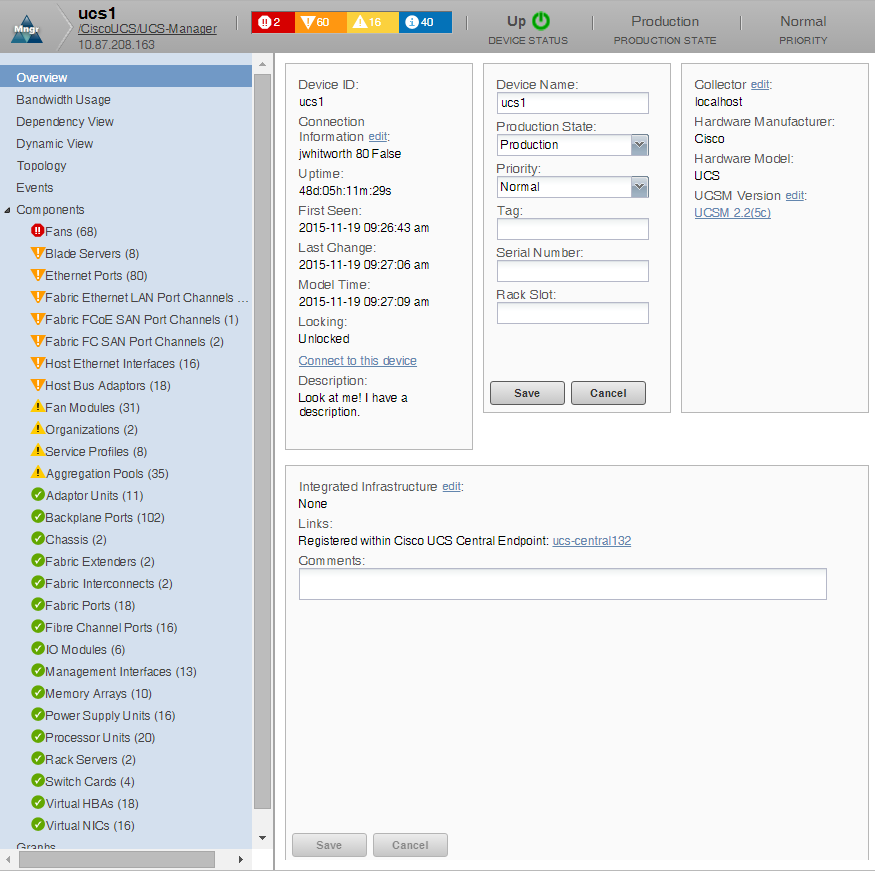 Mngr
ucs1
/CiscoUCS/UCS-Manager
10.87.208.163
2 60 16 40
Up
DEVICE STATUS
Production
PRODUCTION STATE
Normal
PRIORITY
Overview
Bandwidth Usage
Dependency View
Dynamic View
Topology
Events
Components
Fans (68)
Blade Servers (8)
Ethernet Ports (80)
Fabric Ethernet LAN Port Channels ...
Fabric FCoE SAN Port Channels (1)
Fabric FC SAN Port Channels (2)
Host Ethernet Interfaces (16)
Host Bus Adaptors (18)
Fan Modules (31)
Organizations (2)
Service Profiles (8)
Aggregation Pools (35)
Adaptor Units (11)
Backplane Ports (102)
Chassis (2)
Fabric Extenders (2)
Fabric Interconnects (2)
Fabric Ports (18)
Fibre Channel Ports (16)
IO Modules (6)
Management Interfaces (13)
Memory Arrays (10)
Power Supply Units (16)
Processor Units (20)
Rack Servers (2)
Switch Cards (4)
Virtual HBAs (18)
Virtual NICs (16)
Graphs
Device ID:
ucs1
Connection
Information edit:
jwhitworth 80 False
Uptime:
48d:05h:11m:29s
First Seen:
2015-11-19 09:26:43 am
Last Change:
2015-11-19 09:27:06 am
Model Time:
2015-11-19 09:27:09 am
Locking:
Unlocked
Connect to this device
Description:
Look at me! I have a
description.
Device Name:
ucs1
Production State:
Production
Priority:
Normal
Tag:
Serial Number:
Rack Slot:
Save Cancel
Collector edit:
localhost
Hardware Manufacturer:
Cisco
Hardware Model:
UCS
UCSM Version edit:
UCSM 2.2(5c)
Integrated Infrastructure edit:
None
Links:
Registered within Cisco UCS Central Endpoint: ucs-central132
Comments:
Save Cancel